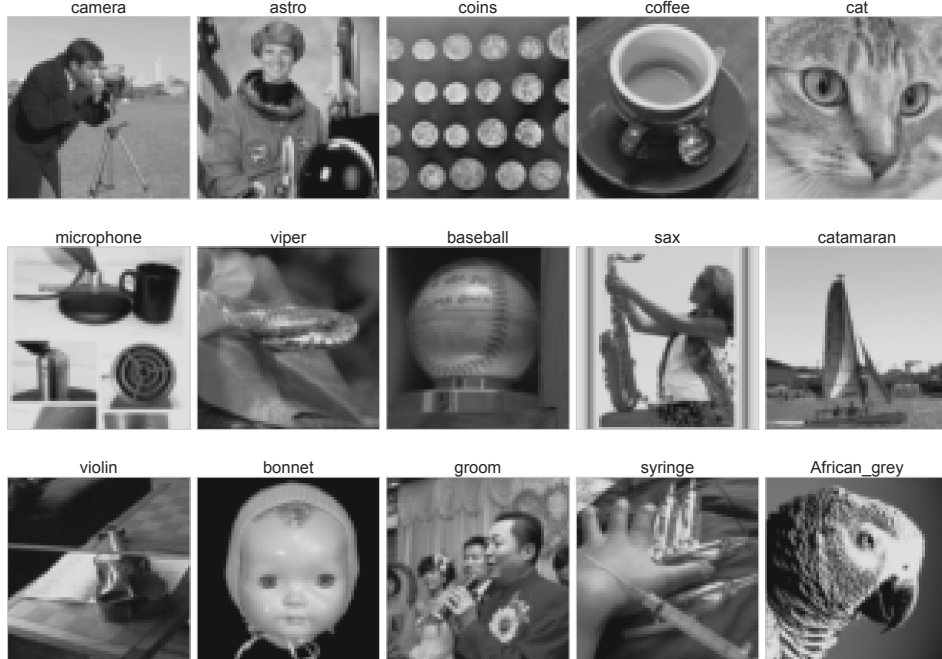 camera
astro
coins
coffee
cat
microphone
viper
baseball
sax
catamaran
violin
bonnet
groom
syringe
African_grey